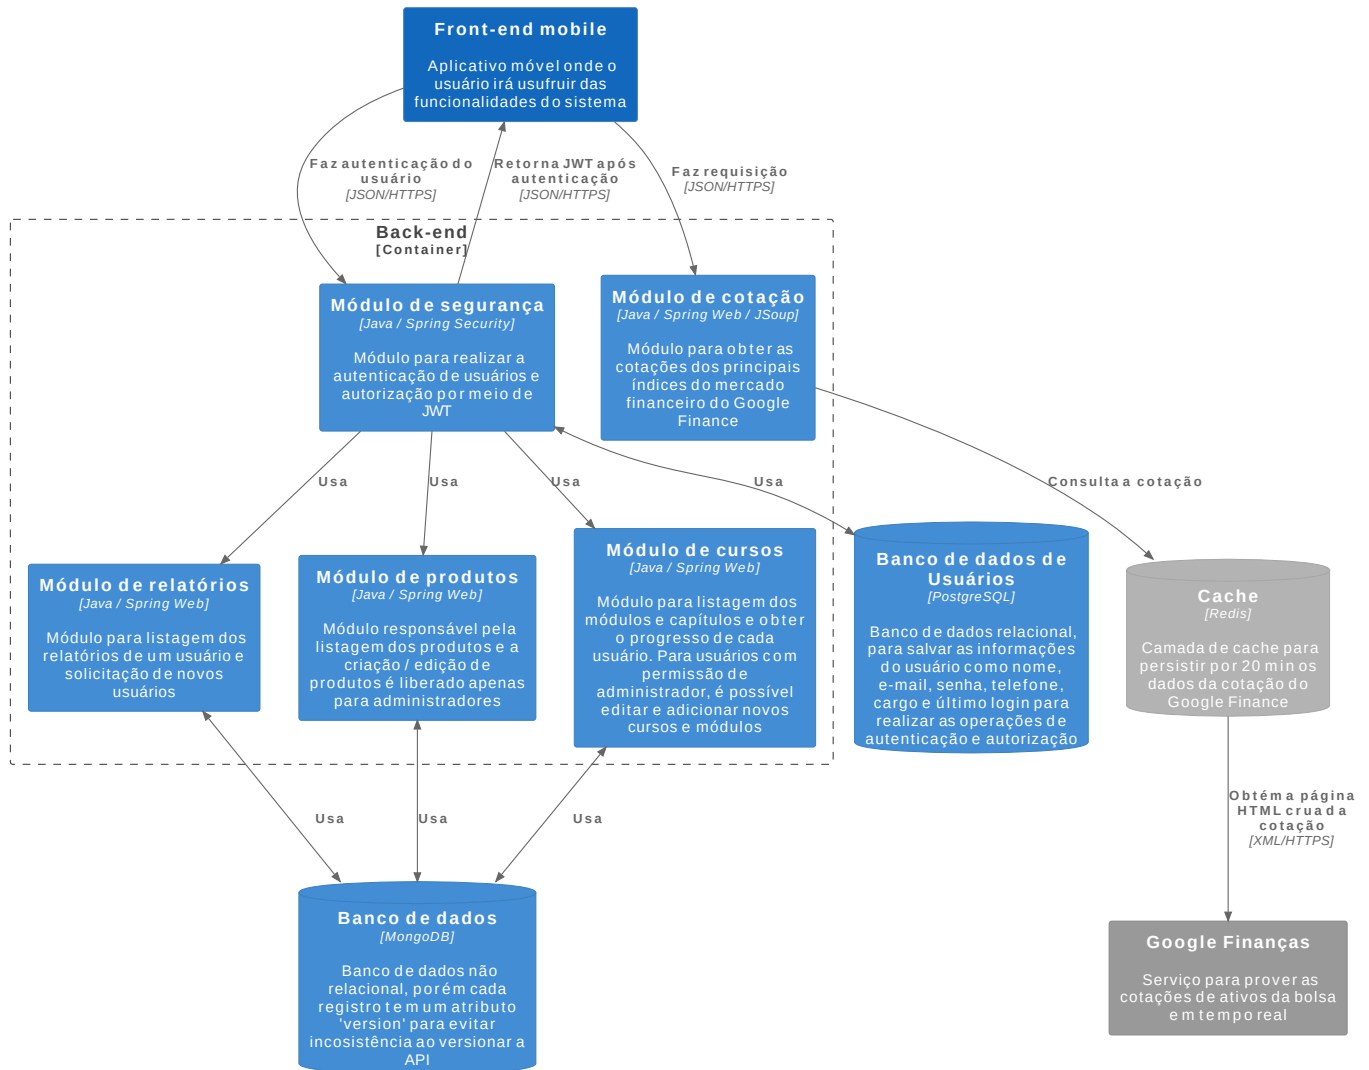 Front-end mobile
Aplicativo móvel onde o
usuário irá usufruir das
funcionalidades do sistema
Faz autenticação do
usuário
[JSON/HTTPS]
Retorna JWT após
autenticação
[JSON/HTTPS]
Faz requisição
[JSON/HTTPS]
Back-end
[Container]
Módulo de segurança
[Java / Spring Security]
Módulo para realizar a
autenticação de usuários e
autorização por meio de
JWT
Módulo de cotação
[Java / Spring Web / JSoup]
Módulo para obter as
cotações dos principais
índices do mercado
financeiro do Google
Finance
Usa
Usa
Usa
Usa
Consulta a cotação
Módulo de relatórios
[Java / Spring Web]
Módulo para listagem dos
relatórios de um usuário e
solicitação de novos
usuários
Módulo de produtos
[Java / Spring Web]
Módulo responsável pela
listagem dos produtos e a
criação / edição de
produtos é liberado apenas
para administradores
Módulo de cursos
[Java / Spring Web]
Módulo para listagem dos
módulos e capítulos e obter
o progresso de cada
usuário. Para usuários com
permissão de
administrador, é possível
editar e adicionar novos
cursos e módulos
Banco de dados de
Usuários
[PostgreSQL]
Banco de dados relacional,
para salvar as informações
do usuário como nome,
e-mail, senha, telefone,
cargo e último login para
realizar as operações de
autenticação e autorização
Cache
[Redis]
Camada de cache para
persistir por 20 min os
dados da cotação do
Google Finance
Usa
Usa
Usa
Obtém a página
HTML crua da
cotação
[XML/HTTPS]
Banco de dados
[MongoDB]
Banco de dados não
relacional, porém cada
registro tem um atributo
'version' para evitar
incosistência ao versionar a
API
Google Finanças
Serviço para prover as
cotações de ativos da bolsa
em tempo real